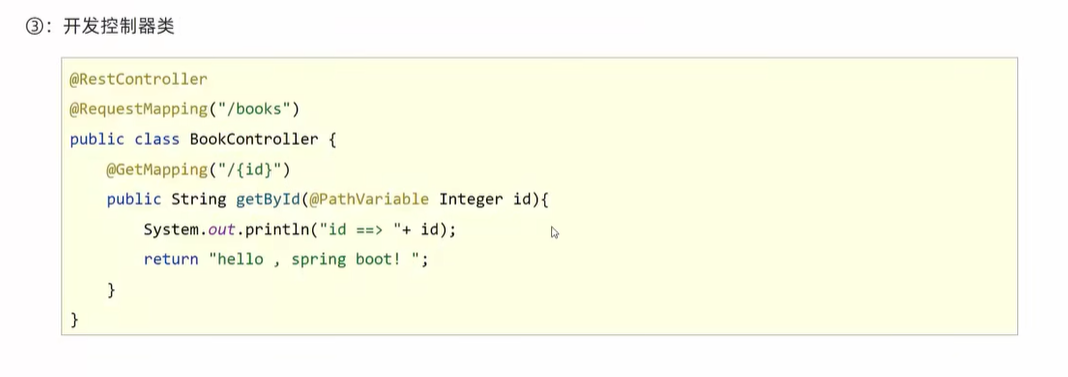 ③：开发控制器类
@RestController
@RequestMapping("/books")
public class BookController {
    @GetMapping("/{id}")
    public String getById(@PathVariable Integer id){
        System.out.println("id ==> "+ id);
        return "hello , spring boot! ";
    }
}